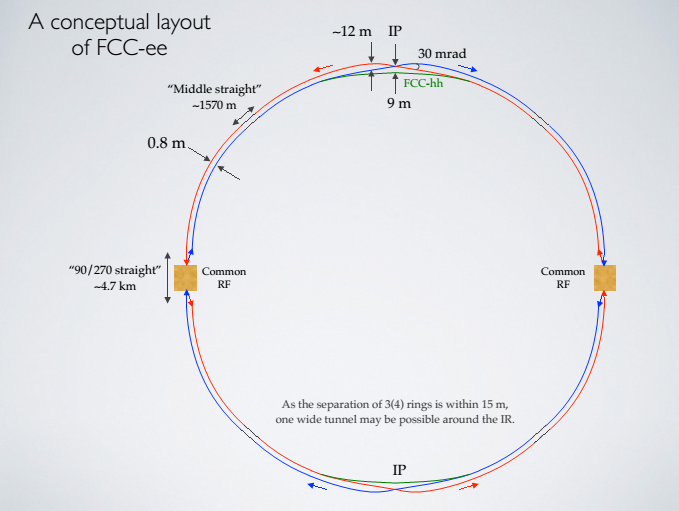 A conceptual layout
of FCC-ee
~12 m
IP
30 mrad
FCC-hh
9 m
“Middle straight”
~1570 m
0.8 m
“90/270 straight”
~4.7 km
Common
RF
Common
RF
As the separation of 3(4) rings is within 15 m,
one wide tunnel may be possible around the IR.
IP